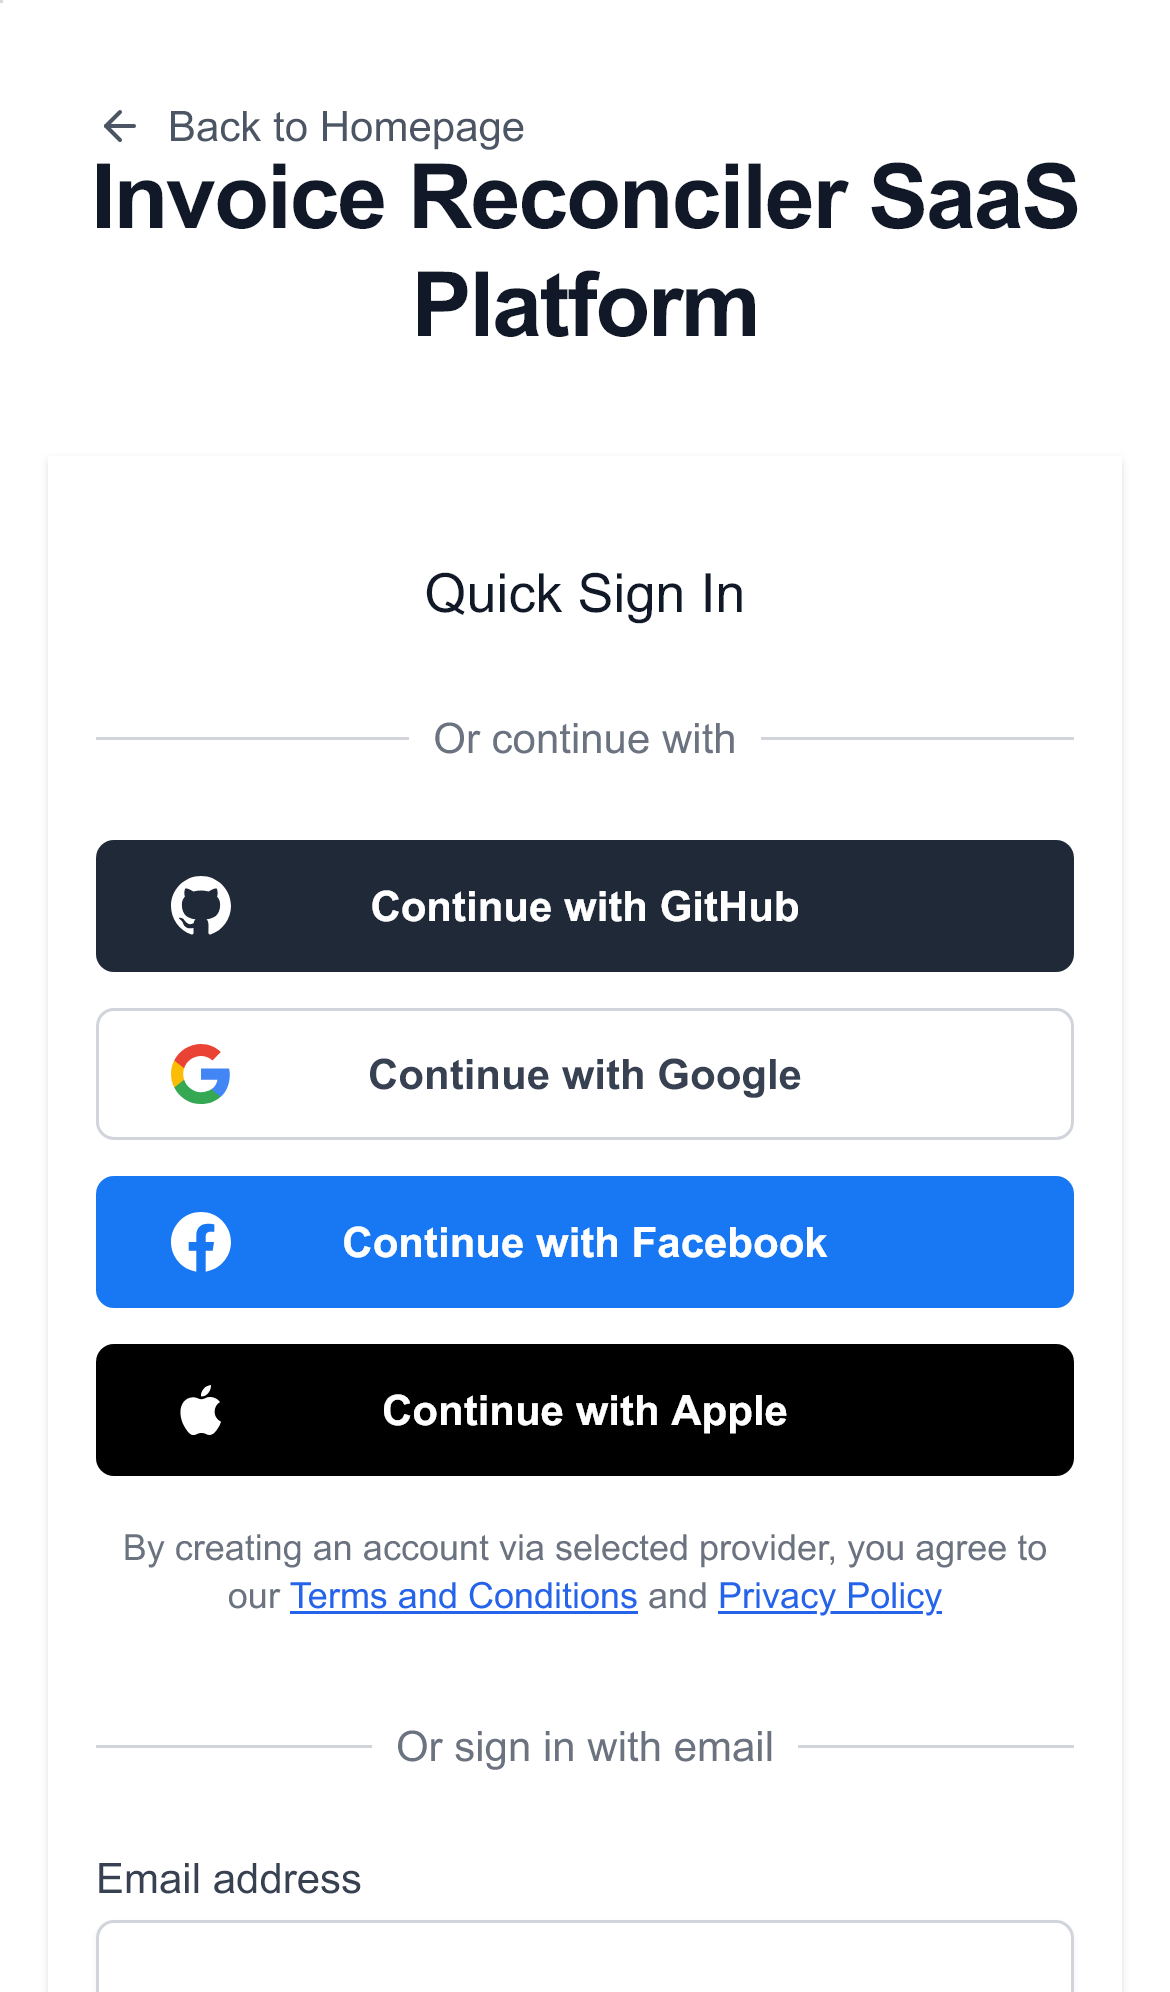 Back to Homepage
Invoice Reconciler SaaS
Platform
Quick Sign In
Or continue with
Continue with GitHub
Continue with Google
Continue with Facebook
Continue with Apple
By creating an account via selected provider, you agree to
our Terms and Conditions and Privacy Policy
Or sign in with email
Email address